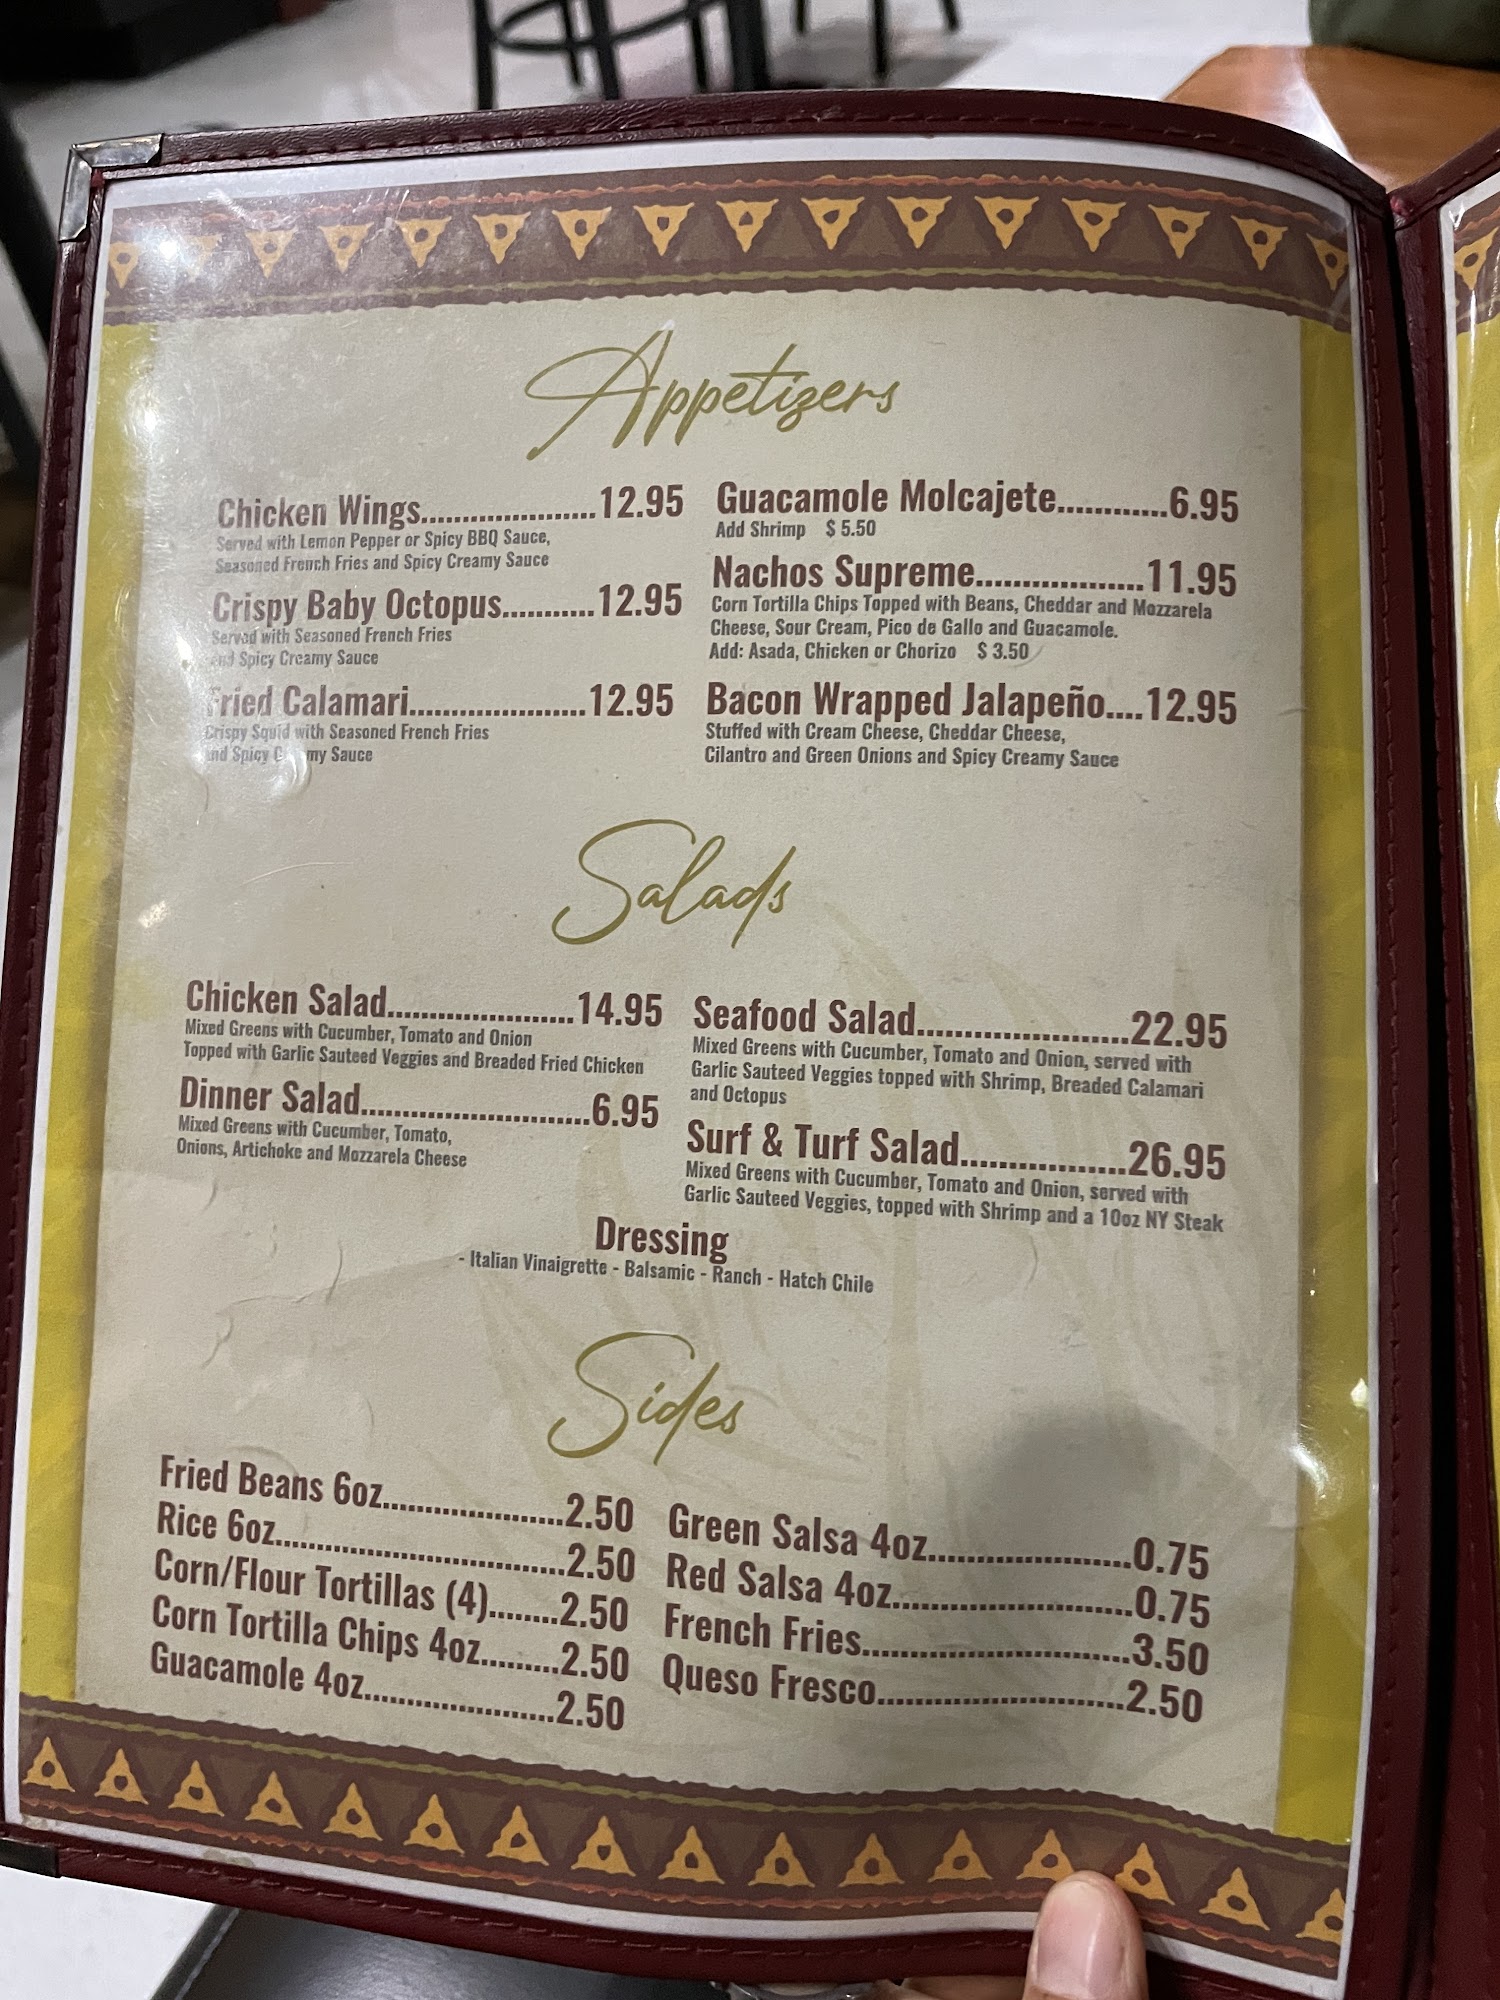 Appetizers
Chicken Wings.....................12.95
Served with Lemon Pepper or Spicy BBQ Sauce,
Seasoned French Fries and Spicy Creamy Sauce
Crispy Baby Octopus...........12.95
Served with Seasoned French Fries
and Spicy Creamy Sauce
Fried Calamari.....................12.95
Crispy Squid with Seasoned French Fries
and Spicy Creamy Sauce
Guacamole Molcajete............6.95
Add Shrimp $ 5.50
Nachos Supreme..................11.95
Corn Tortilla Chips Topped with Beans, Cheddar and Mozzarela
Cheese, Sour Cream, Pico de Gallo and Guacamole.
Add: Asada, Chicken or Chorizo $ 3.50
Bacon Wrapped Jalapeño....12.95
Stuffed with Cream Cheese, Cheddar Cheese,
Cilantro and Green Onions and Spicy Creamy Sauce
Salads
Chicken Salad......................14.95
Mixed Greens with Cucumber, Tomato and Onion
Topped with Garlic Sauteed Veggies and Breaded Fried Chicken
Dinner Salad...........................6.95
Mixed Greens with Cucumber, Tomato,
Onions, Artichoke and Mozzarela Cheese
Seafood Salad.........................22.95
Mixed Greens with Cucumber, Tomato and Onion, served with
Garlic Sauteed Veggies topped with Shrimp, Breaded Calamari
and Octopus
Surf & Turf Salad...................26.95
Mixed Greens with Cucumber, Tomato and Onion, served with
Garlic Sauteed Veggies, topped with Shrimp and a 10oz NY Steak
Dressing
- Italian Vinaigrette - Balsamic - Ranch - Hatch Chile
Sides
Fried Beans 6oz.....................2.50
Rice 6oz..................................2.50
Corn/Flour Tortillas (4)........2.50
Corn Tortilla Chips 4oz.........2.50
Guacamole 4oz......................2.50
Green Salsa 4oz........................0.75
Red Salsa 4oz............................0.75
French Fries...............................3.50
Queso Fresco.............................2.50